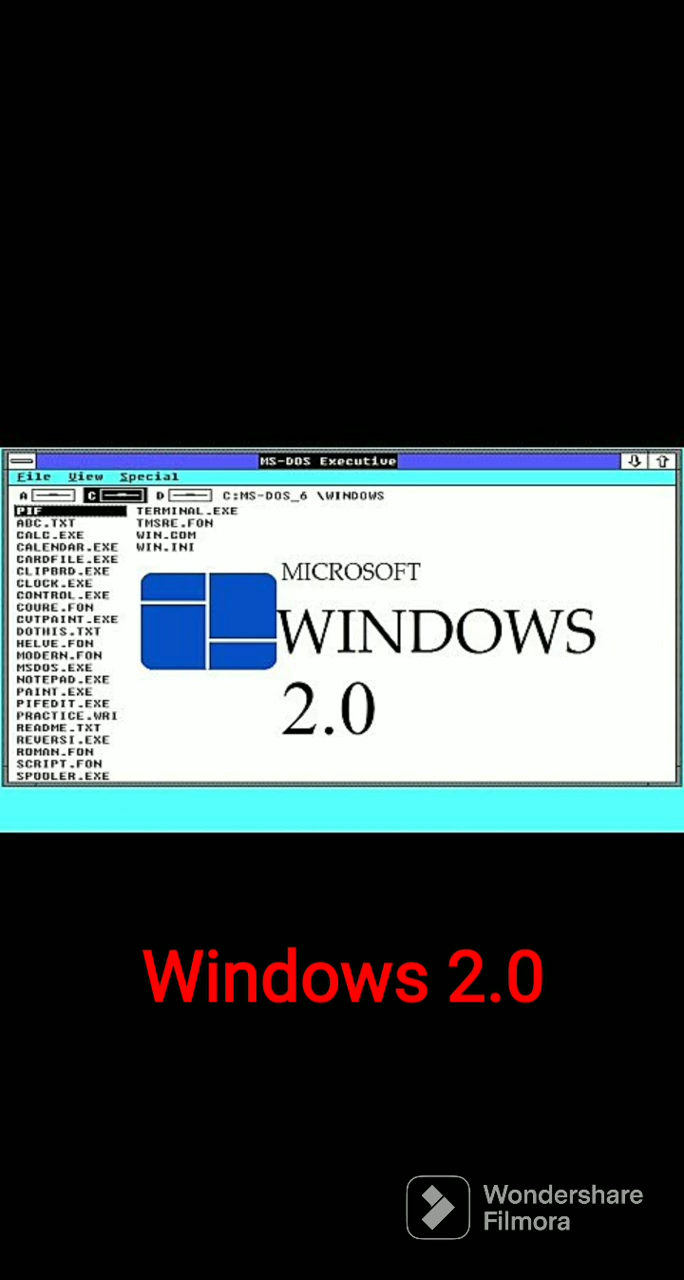 MS-DOS Executive
File View Special
A C D C:MS-DOS_6 \WINDOWS
PIF TERMINAL.EXE
ABC.TXT TMSRE.FON
CALC.EXE WIN.COM
CALENDAR.EXE WIN.INI
CARDFILE.EXE
CLIPBRD.EXE
CLOCK.EXE
CONTROL.EXE
COURE.FON
CVTPAINT.EXE
DOTHIS.TXT
HELVE.FON
MODERN.FON
MSDOS.EXE
NOTEPAD.EXE
PAINT.EXE
PIFEDIT.EXE
PRACTICE.WRI
README.TXT
REVERSI.EXE
ROMAN.FON
SCRIPT.FON
SPOOLER.EXE
MICROSOFT
WINDOWS
2.0
Windows 2.0
Wondershare
Filmora